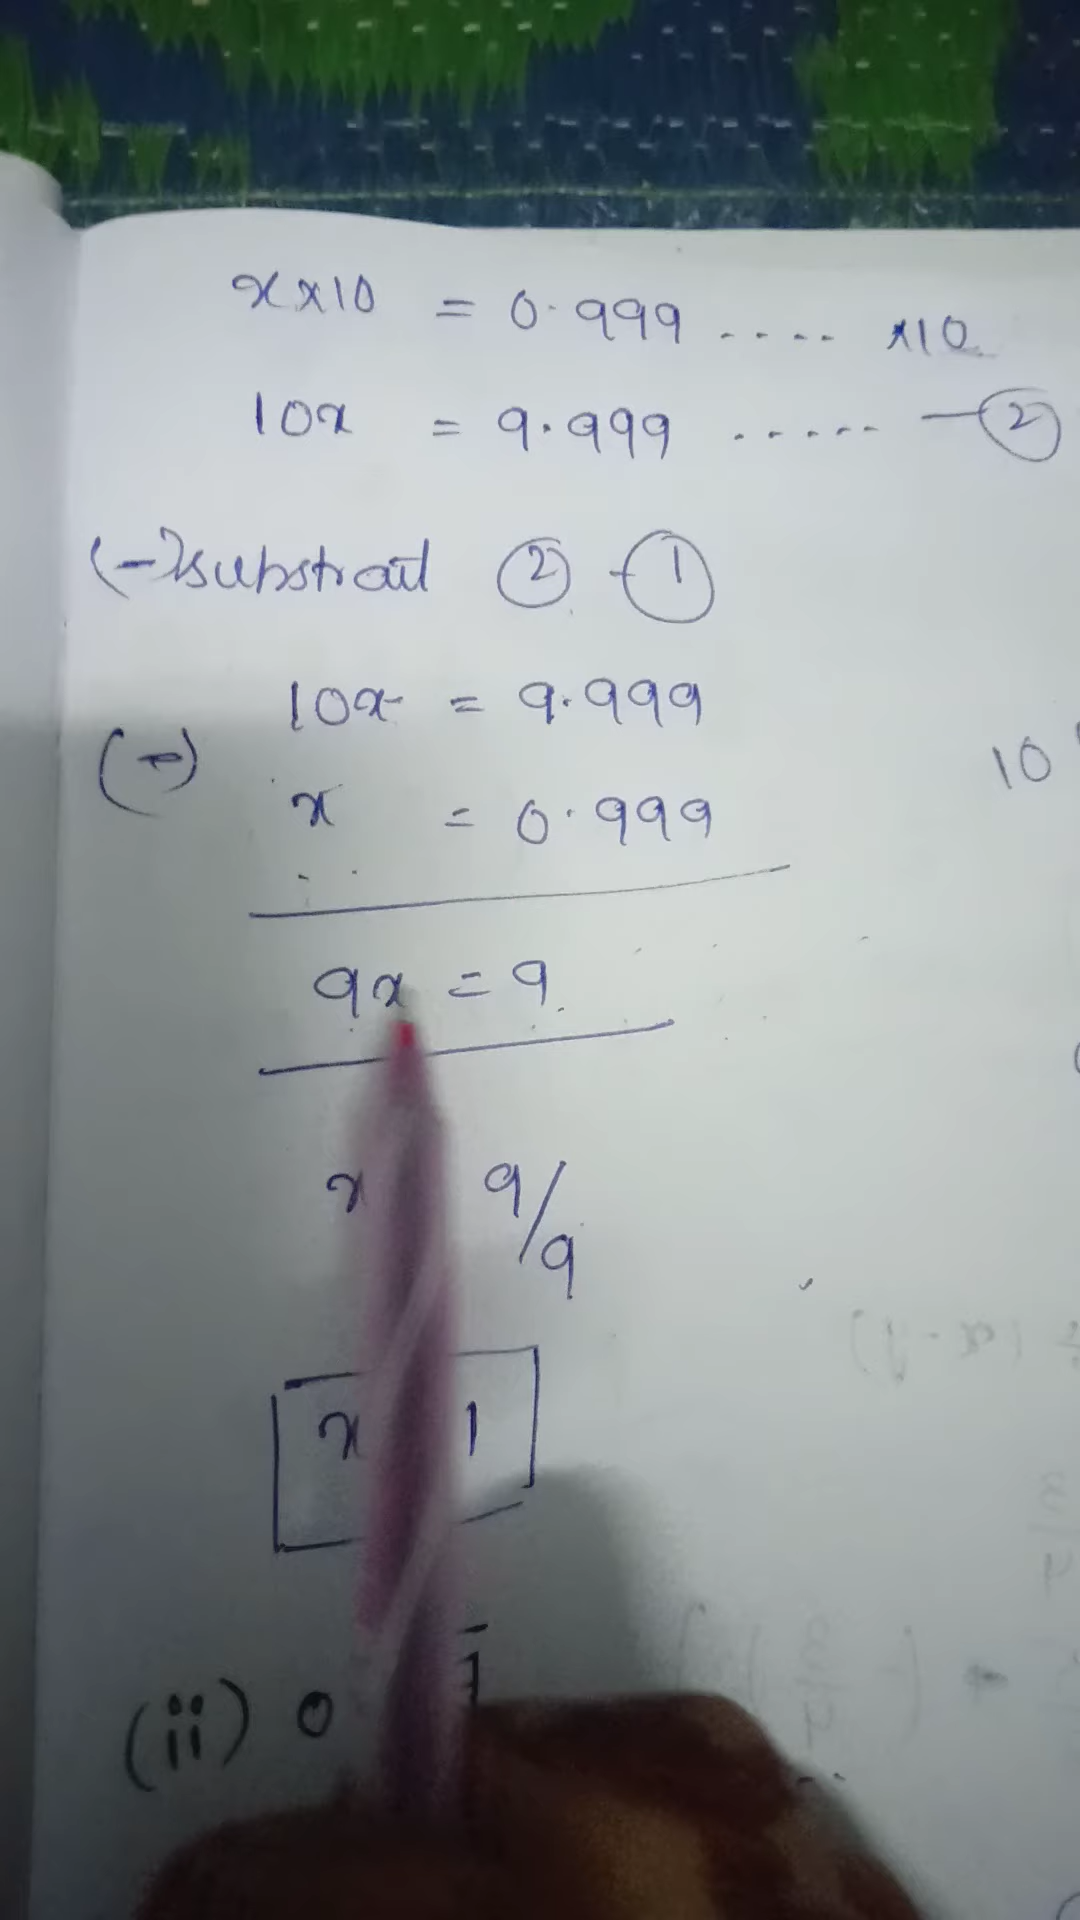 x×10 = 0.999 .... ×10
10x = 9.999 ..... — ②
(-) substrait ② - ①
10x = 9.999
10
(-)
x = 0.999
9x = 9
x 9/9
x 1
(ii) 0